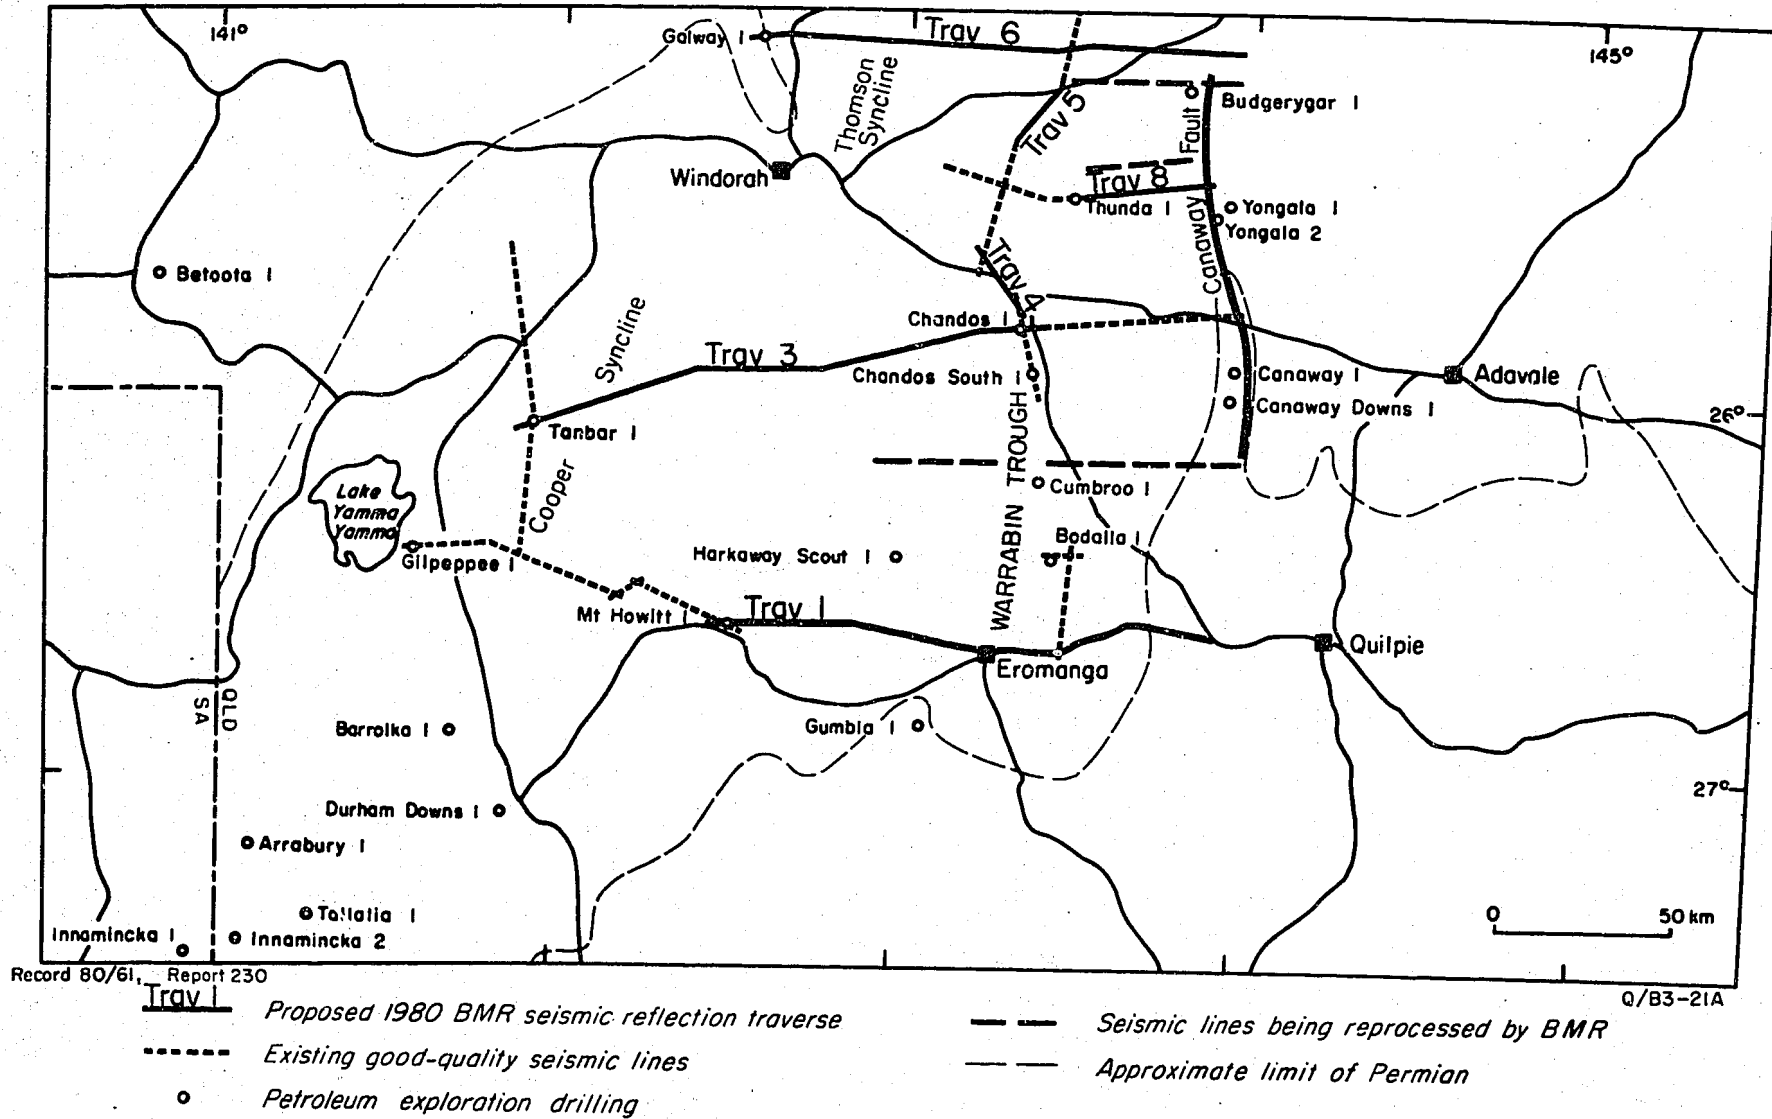 141°
145°
Galway 1
Trav 6
Thomson
Syncline
Trav 5
Budgerygar 1
Fault
Windorah
Trav 8
Thunda 1
Yongala 1
Yongala 2
Canaway
Betoota 1
Trav 4
Chandos 1
Syncline
Trav 3
Chandos South 1
Canaway 1
Adavale
Canaway Downs 1
26°
Tanbar 1
Cooper
Lake
Yamma
Yamma
WARRABIN TROUGH
Cumbroo 1
Gilpeppee 1
Harkaway Scout 1
Bodalla 1
Mt Howitt 1
Trav 1
Quilpie
Eromanga
QLD
SA
Barrolka 1
Gumbla 1
27°
Durham Downs 1
Arrabury 1
0 50 km
Tallalia 1
Innamincka 1
Innamincka 2
Record 80/61, Report 230
Q/B3-21A
Trav 1
Proposed 1980 BMR seismic reflection traverse
Seismic lines being reprocessed by BMR
Existing good-quality seismic lines
Approximate limit of Permian
Petroleum exploration drilling